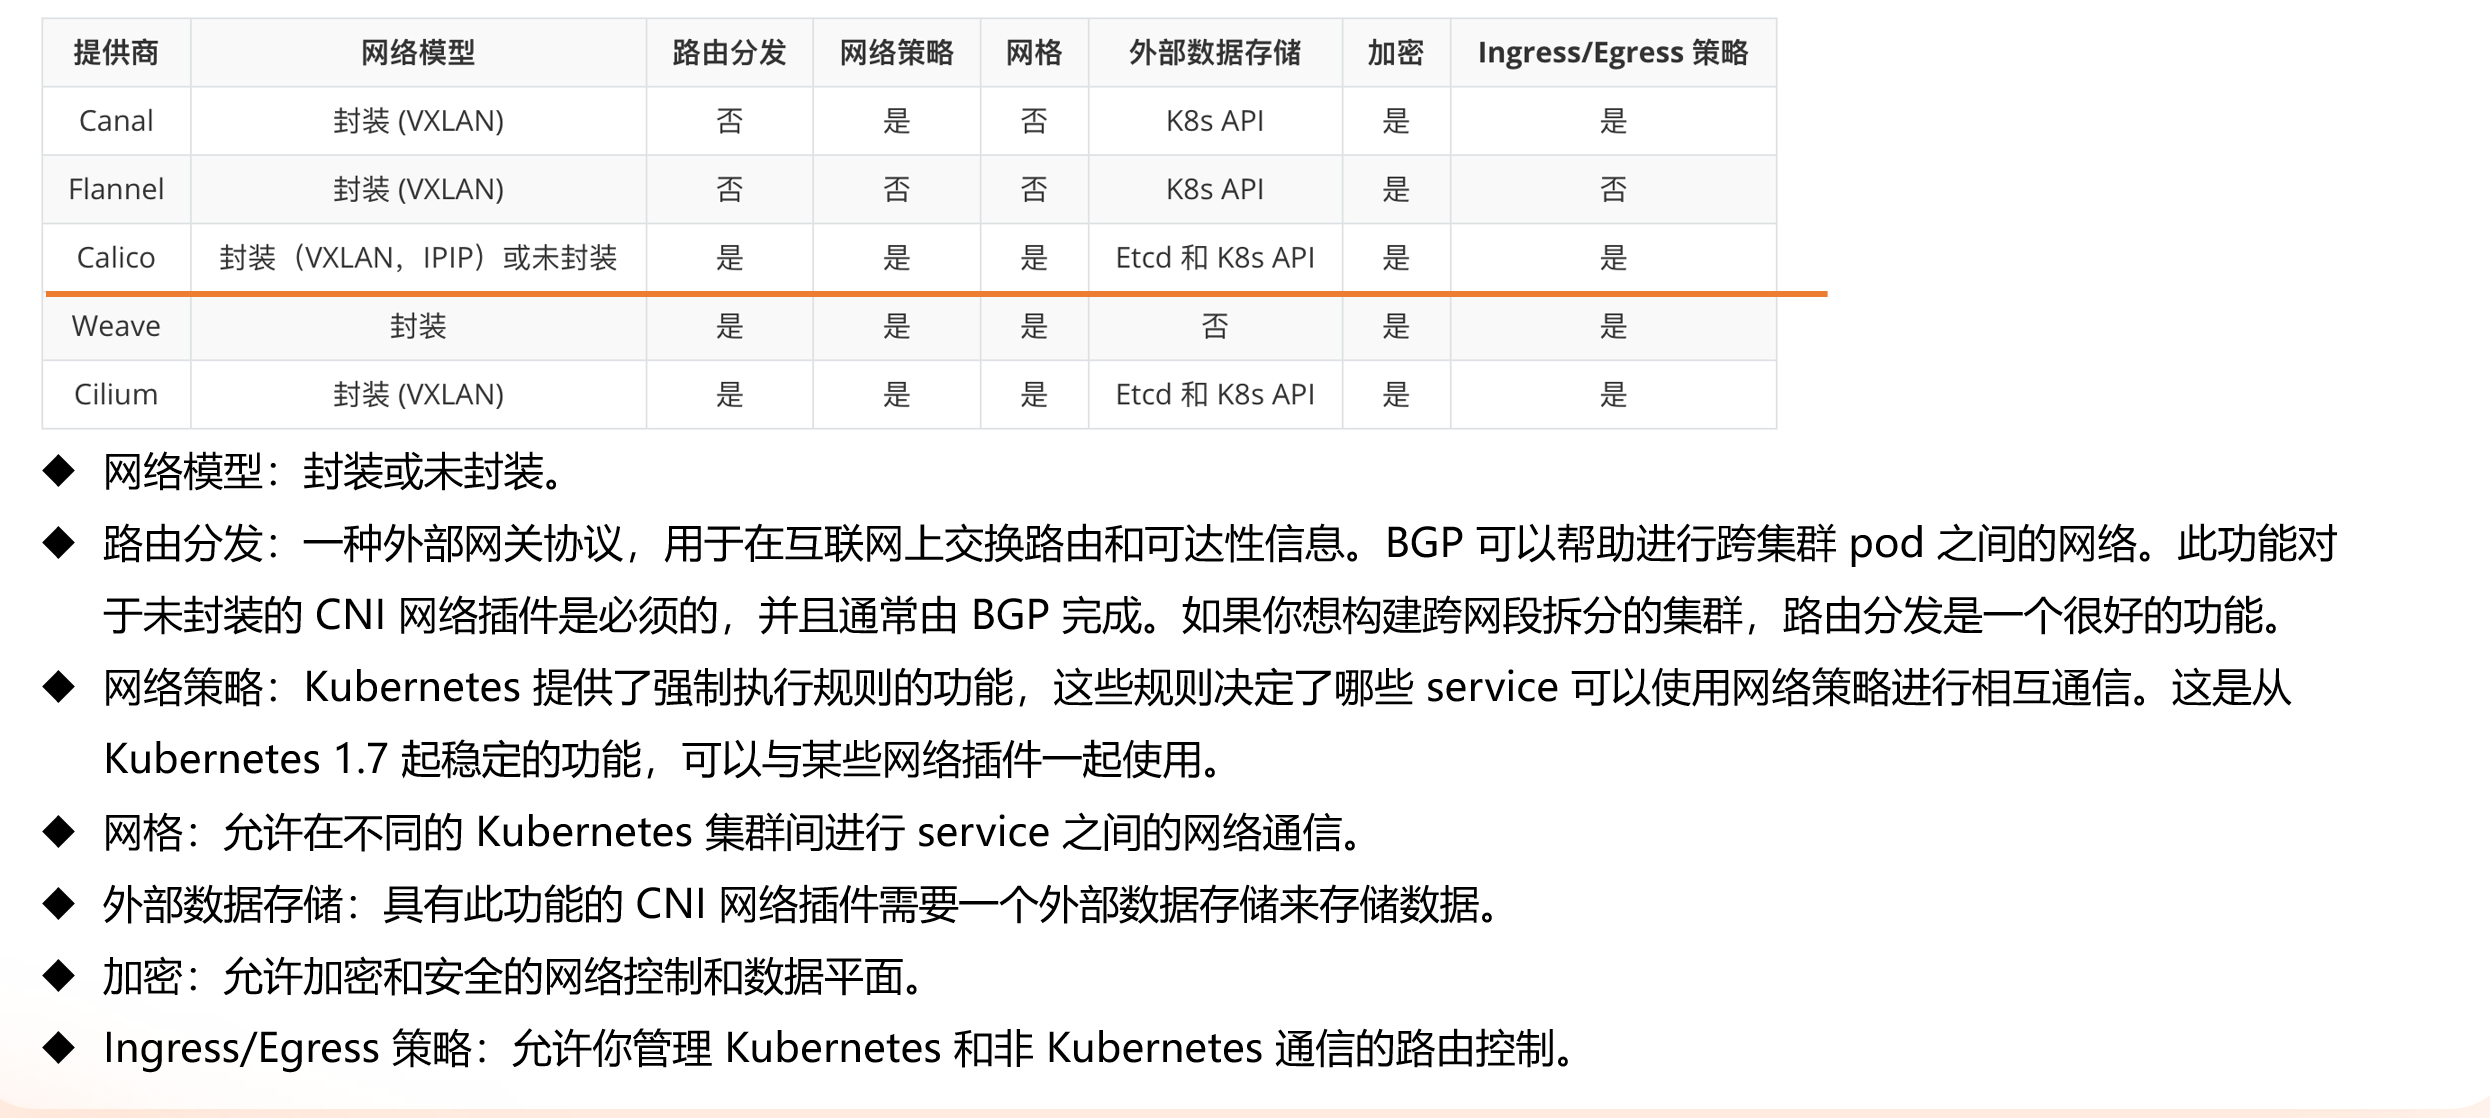 提供商 网络模型 路由分发 网络策略 网格 外部数据存储 加密 Ingress/Egress 策略
Canal 封装 (VXLAN) 否 是 否 K8s API 是 是
Flannel 封装 (VXLAN) 否 否 否 K8s API 是 否
Calico 封装（VXLAN，IPIP）或未封装 是 是 是 Etcd 和 K8s API 是 是
Weave 封装 是 是 是 否 是 是
Cilium 封装 (VXLAN) 是 是 是 Etcd 和 K8s API 是 是
◆ 网络模型：封装或未封装。
◆ 路由分发：一种外部网关协议，用于在互联网上交换路由和可达性信息。BGP 可以帮助进行跨集群 pod 之间的网络。此功能对
于未封装的 CNI 网络插件是必须的，并且通常由 BGP 完成。如果你想构建跨网段拆分的集群，路由分发是一个很好的功能。
◆ 网络策略：Kubernetes 提供了强制执行规则的功能，这些规则决定了哪些 service 可以使用网络策略进行相互通信。这是从
Kubernetes 1.7 起稳定的功能，可以与某些网络插件一起使用。
◆ 网格：允许在不同的 Kubernetes 集群间进行 service 之间的网络通信。
◆ 外部数据存储：具有此功能的 CNI 网络插件需要一个外部数据存储来存储数据。
◆ 加密：允许加密和安全的网络控制和数据平面。
◆ Ingress/Egress 策略：允许你管理 Kubernetes 和非 Kubernetes 通信的路由控制。